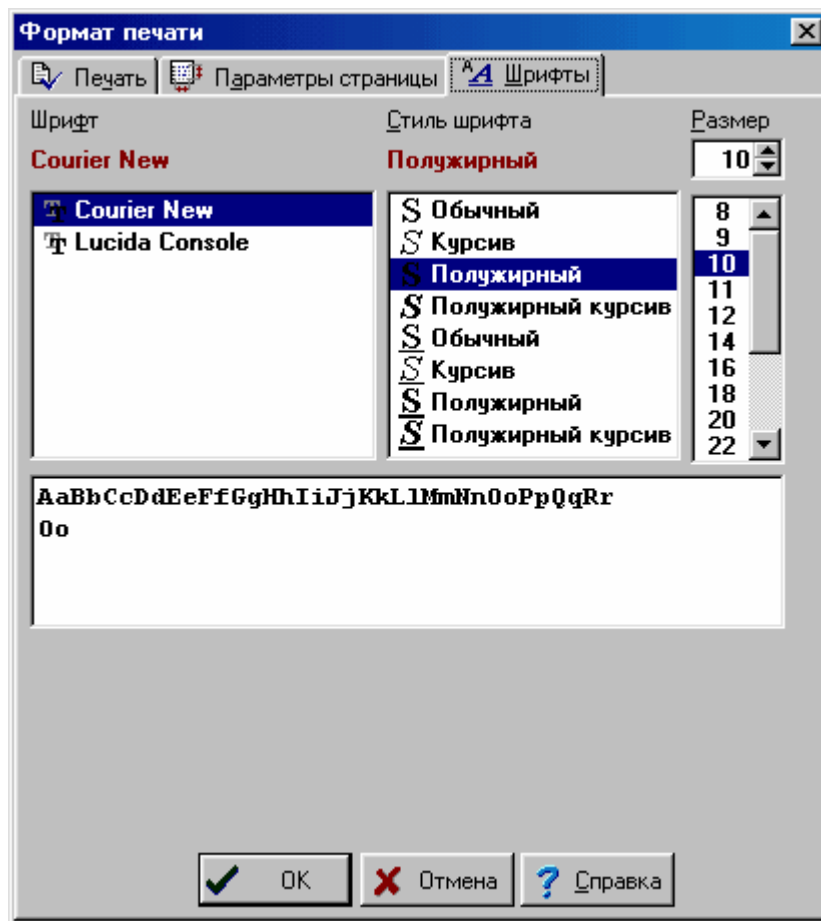 Формат печати
Печать Параметры страницы Шрифты
Шрифт Стиль шрифта Размер
Courier New Полужирный 10
Courier New
Lucida Console
Обычный
Курсив
Полужирный
Полужирный курсив
Обычный
Курсив
Полужирный
Полужирный курсив
8
9
10
11
12
14
16
18
20
22
AaBbCcDdEeFfGgHhIiJjKkLlMmNnOoPpQqRr
Oo
OK Отмена Справка